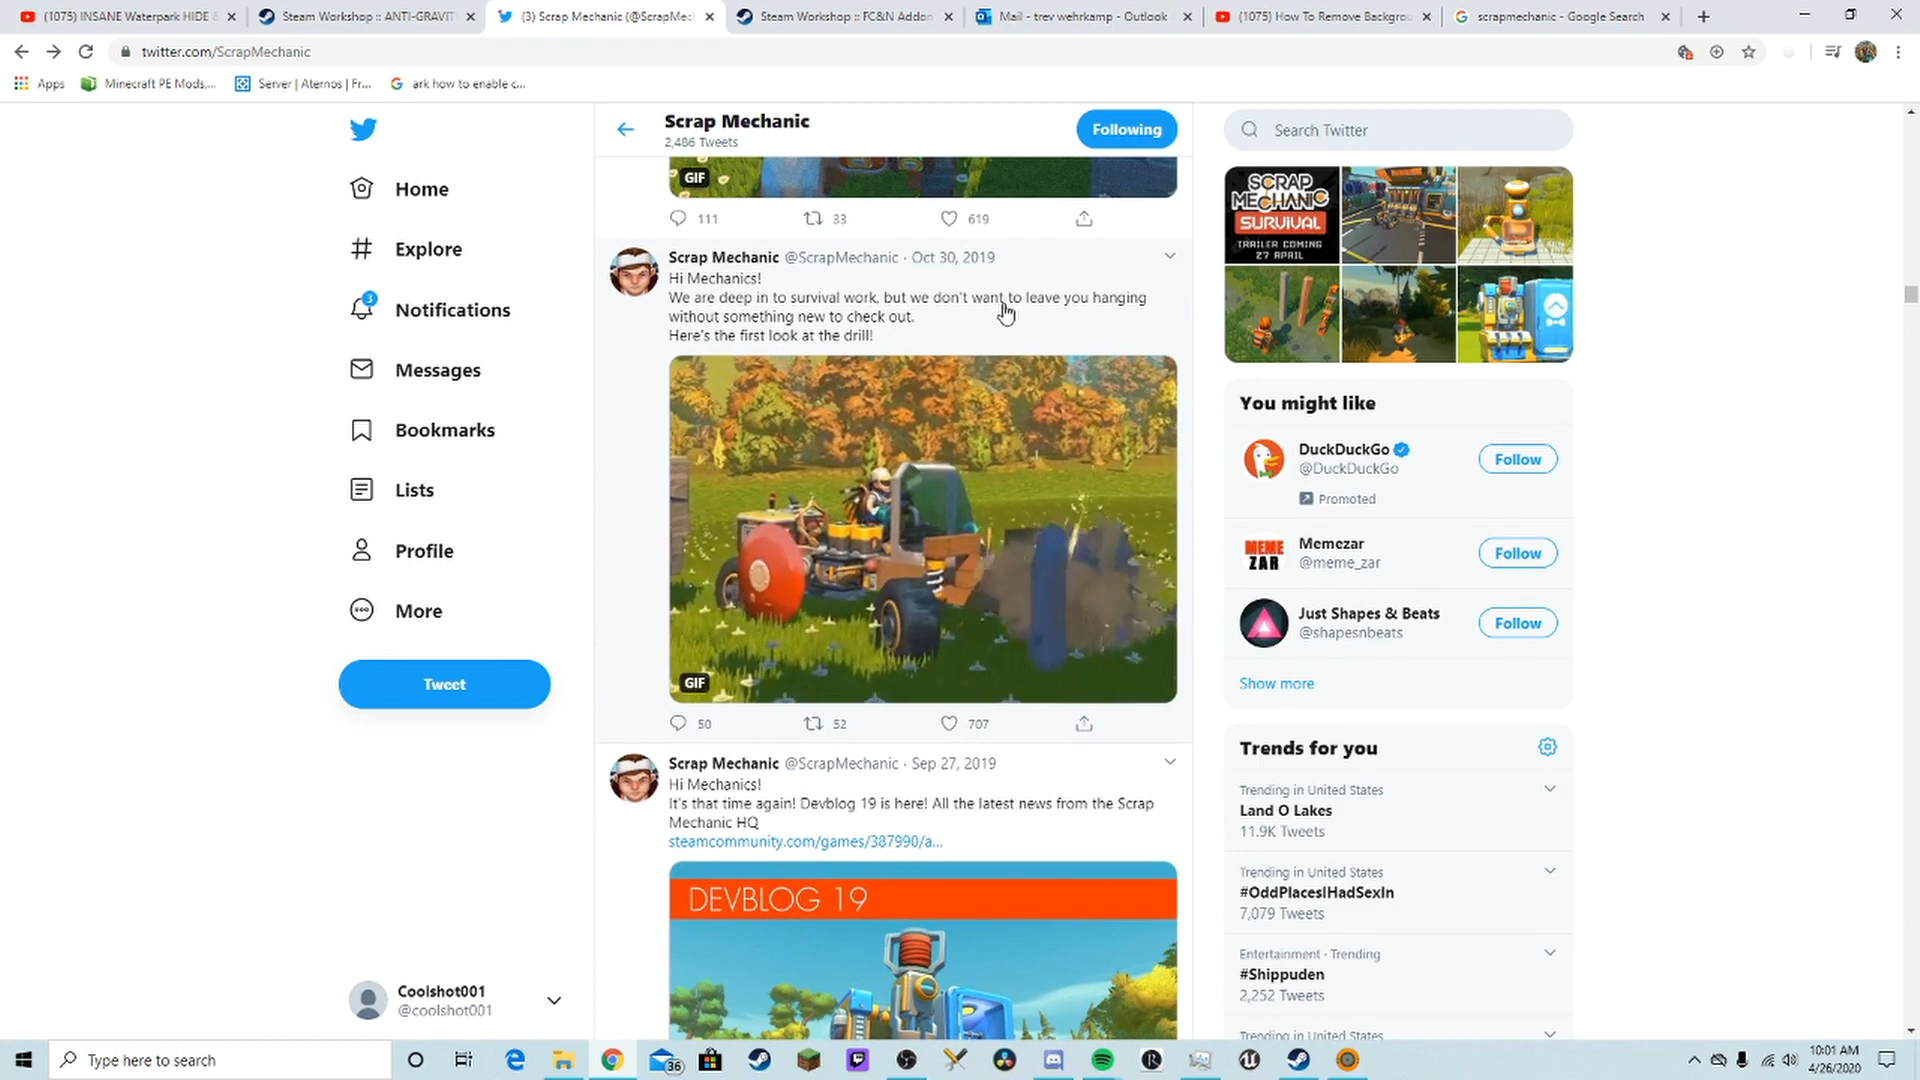 (1075) INSANE Waterpark HIDE &
Steam Workshop :: ANTI-GRAVIT
(3) Scrap Mechanic (@ScrapMec
Steam Workshop :: FC&N Addon
Mail - trev wehrkamp - Outlook
(1075) How To Remove Backgrou
scrapmechanic - Google Search
twitter.com/ScrapMechanic
Apps
Minecraft PE Mods,...
Server | Aternos | Fr...
ark how to enable c...
Home
Explore
3
Notifications
Messages
Bookmarks
Lists
Profile
More
Tweet
Coolshot001
@coolshot001
Scrap Mechanic
2,486 Tweets
Following
GIF
111
33
619
Scrap Mechanic @ScrapMechanic · Oct 30, 2019
Hi Mechanics!
We are deep in to survival work, but we don't want to leave you hanging
without something new to check out.
Here's the first look at the drill!
GIF
50
52
707
Scrap Mechanic @ScrapMechanic · Sep 27, 2019
Hi Mechanics!
It's that time again! Devblog 19 is here! All the latest news from the Scrap
Mechanic HQ
steamcommunity.com/games/387990/a...
DEVBLOG 19
Search Twitter
SCRAP
MECHANIC
SURVIVAL
TRAILER COMING
27 APRIL
You might like
DuckDuckGo
@DuckDuckGo
Promoted
Follow
MEME
ZAR
Memezar
@meme_zar
Follow
Just Shapes & Beats
@shapesnbeats
Follow
Show more
Trends for you
Trending in United States
Land O Lakes
11.9K Tweets
Trending in United States
#OddPlacesIHadSexIn
7,079 Tweets
Entertainment · Trending
#Shippuden
2,252 Tweets
Trending in United States
Type here to search
36
10:01 AM
4/26/2020